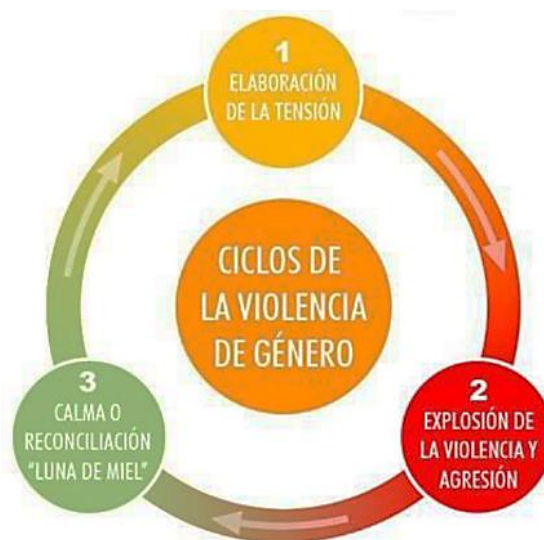 1
ELABORACIÓN
DE LA TENSIÓN
CICLOS DE
LA VIOLENCIA
DE GÉNERO
2
EXPLOSIÓN DE
LA VIOLENCIA Y
AGRESIÓN
3
CALMA O
RECONCILIACIÓN
"LUNA DE MIEL"